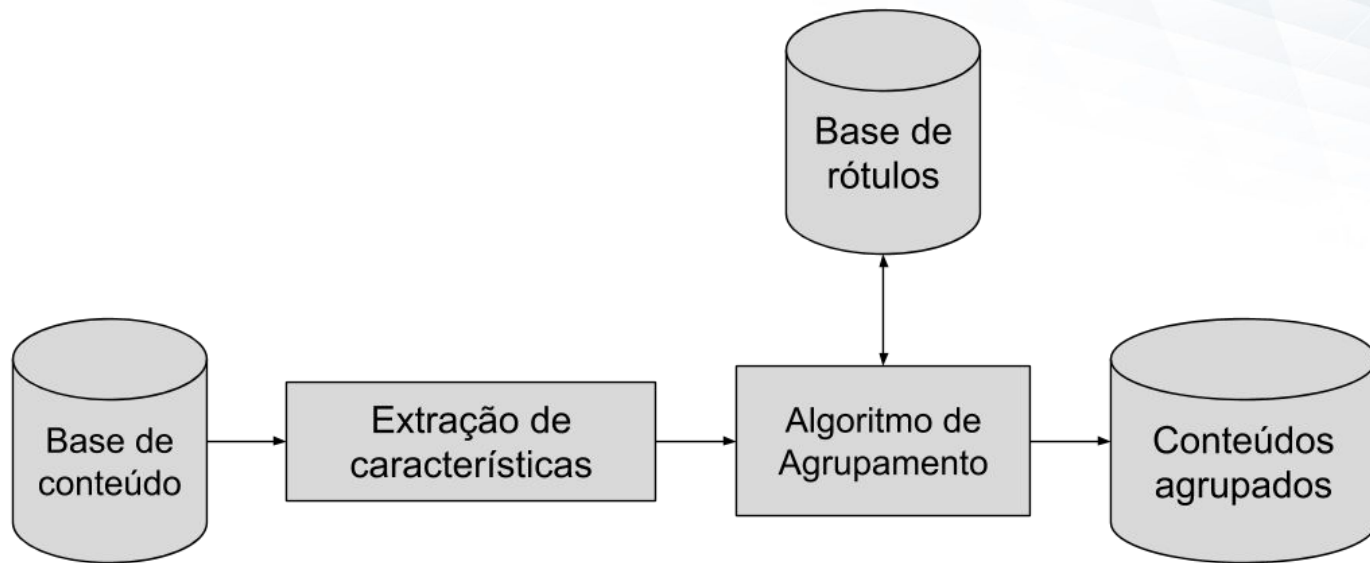 Base de
rótulos
Base de
conteúdo
Extração de
características
Algoritmo de
Agrupamento
Conteúdos
agrupados